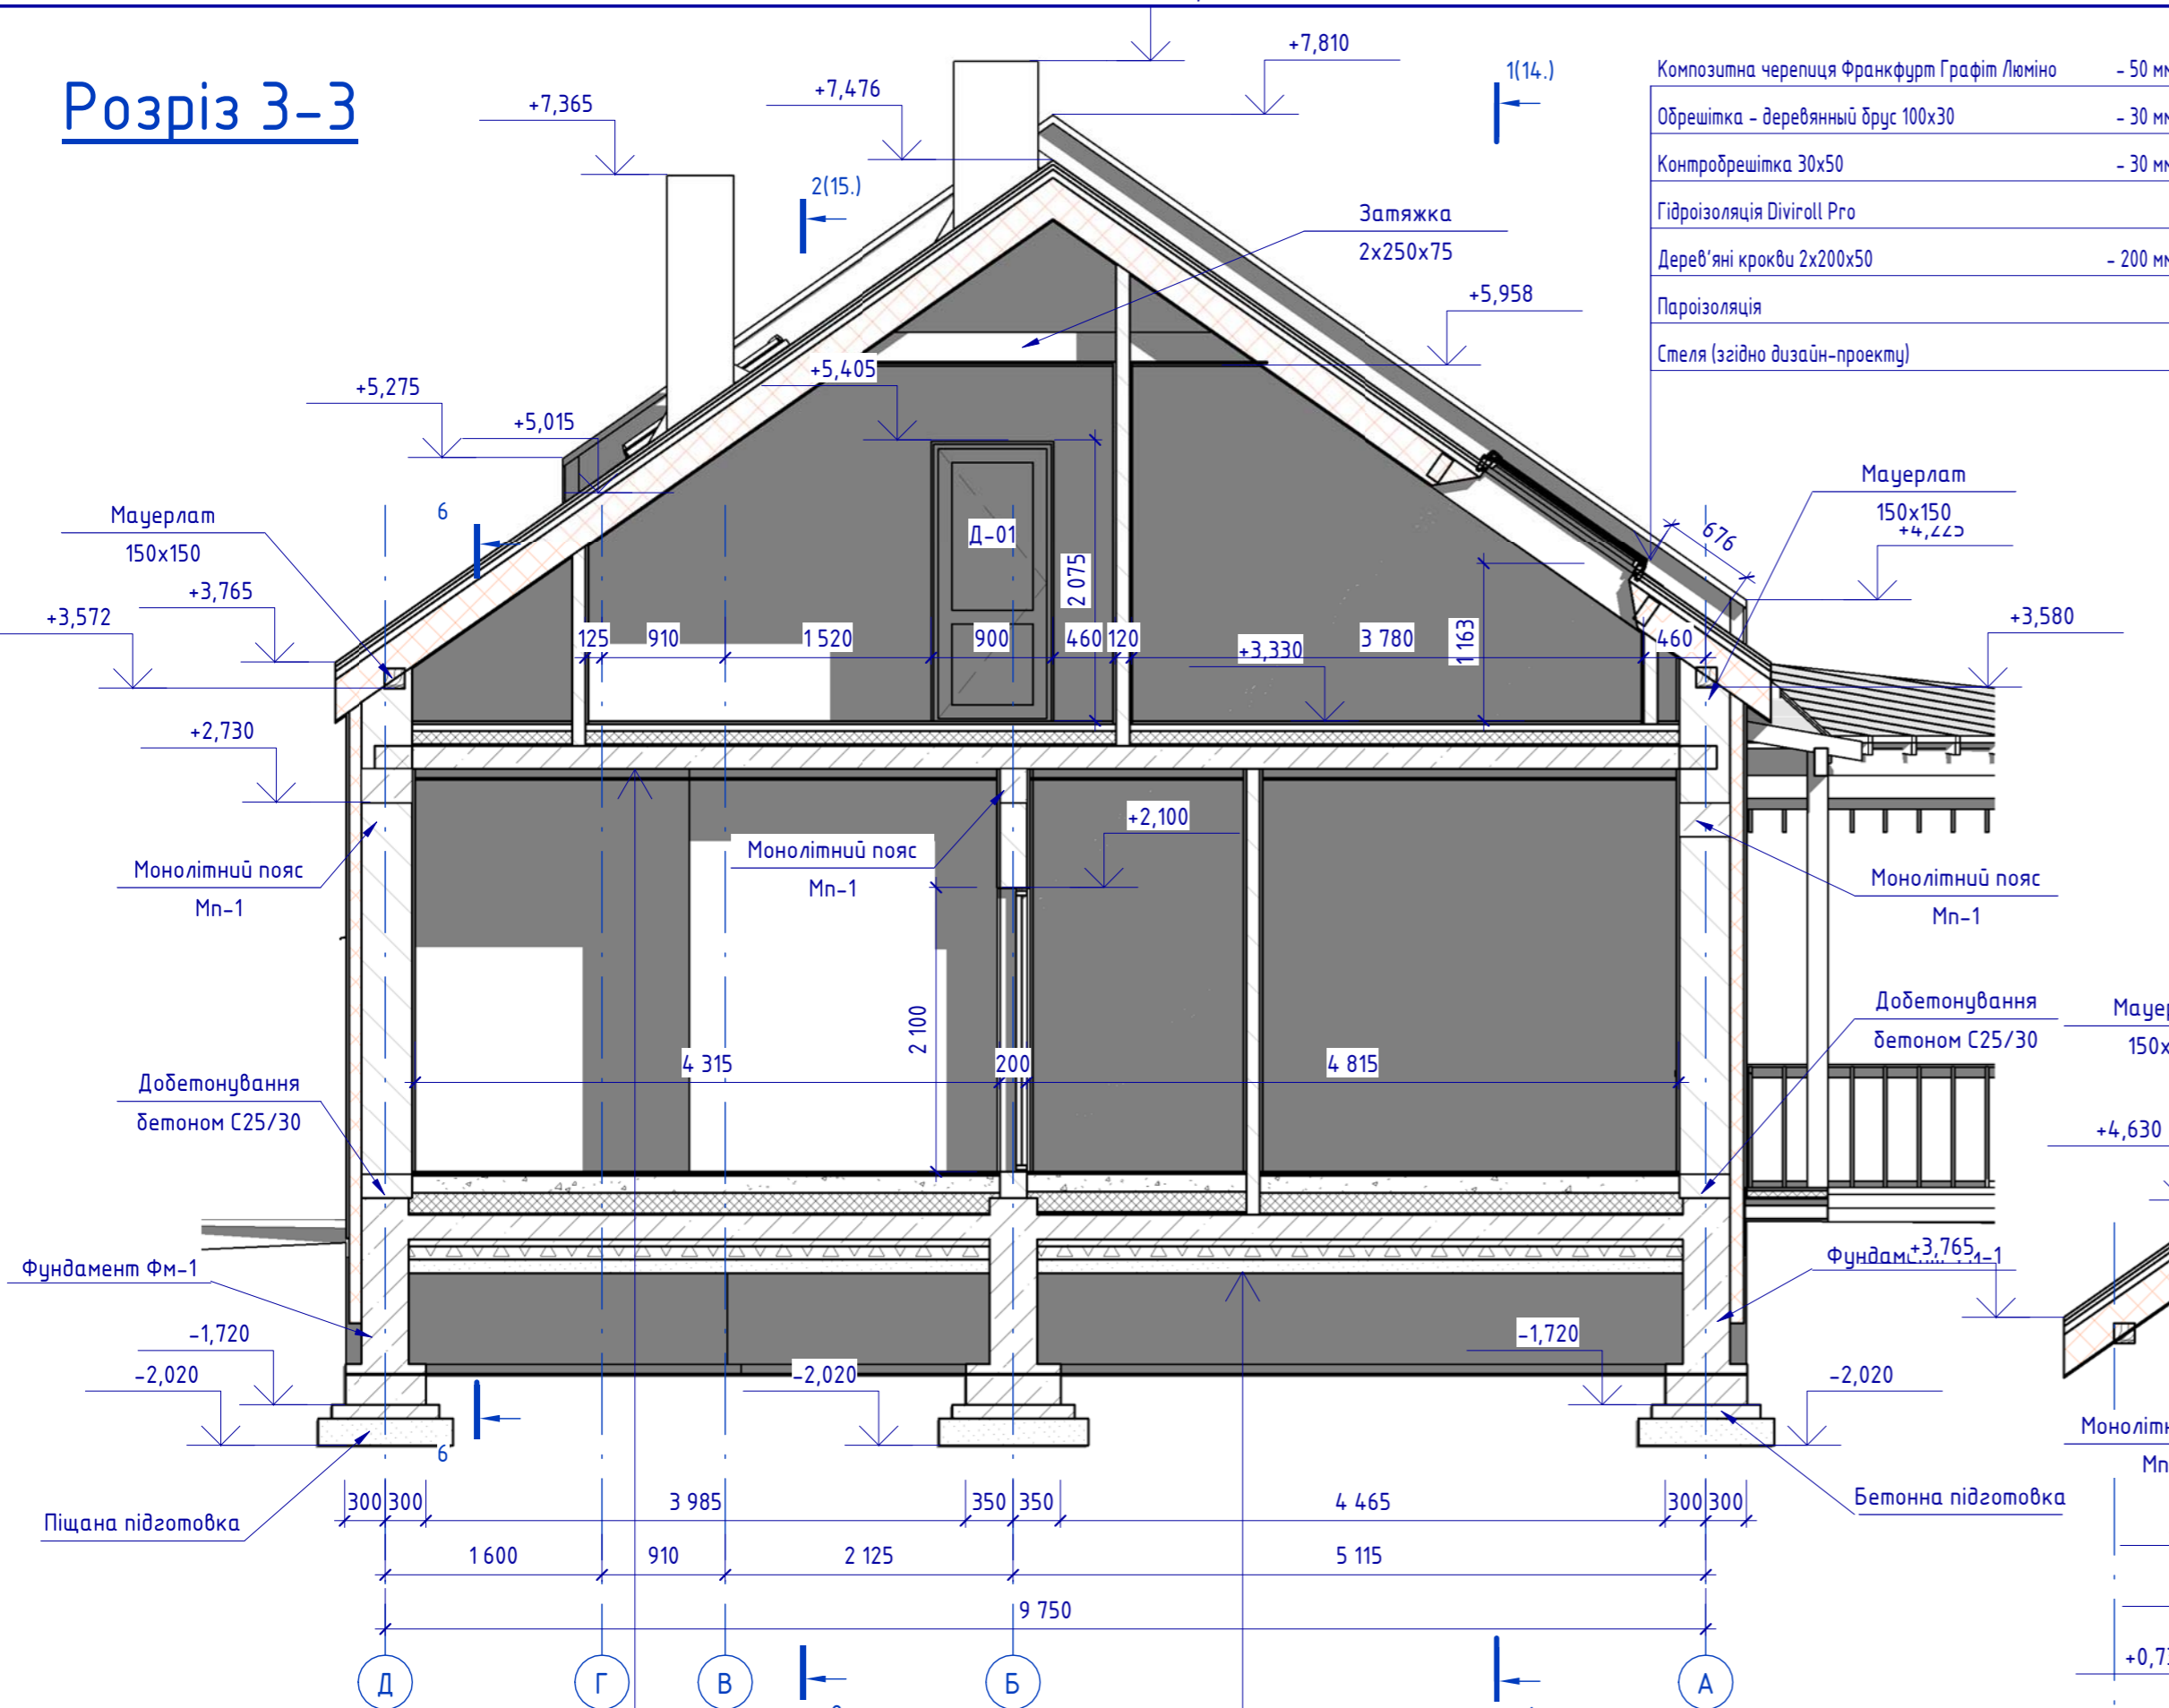 Розріз 3-3
+7,365
+7,476
+7,810
1(14.)
2(15.)
Композитна черепиця Франкфурт Графіт Люміно - 50 мм
Обрешітка - деревянный брус 100х30 - 30 мм
Контробрешітка 30х50 - 30 мм
Гідроізоляція Diviroll Pro
Дерев'яні крокви 2х200х50 - 200 мм
Пароізоляція
Стеля (згідно дизайн-проекту)
Затяжка
2х250х75
+5,958
+5,405
+5,275
+5,015
6
Мауерлат
150х150
+3,765
+3,572
+2,730
Мауерлат
150х150
+4,225
676
+3,580
Д-01
2 075
125
910
1 520
900
460
120
+3,330
3 780
1 163
460
Монолітний пояс
Мп-1
Монолітний пояс
Мп-1
+2,100
Монолітний пояс
Мп-1
2 100
4 315
200
4 815
Добетонування
бетоном С25/30
Добетонування
бетоном С25/30
150х
+4,630
Фундамент Фм-1
+3,765
-1,720
-2,020
-2,020
-1,720
-2,020
6
Піщана підготовка
Бетонна підготовка
Мп
300
300
3 985
350
350
4 465
300
300
1 600
910
2 125
5 115
9 750
Д
Г
В
Б
А